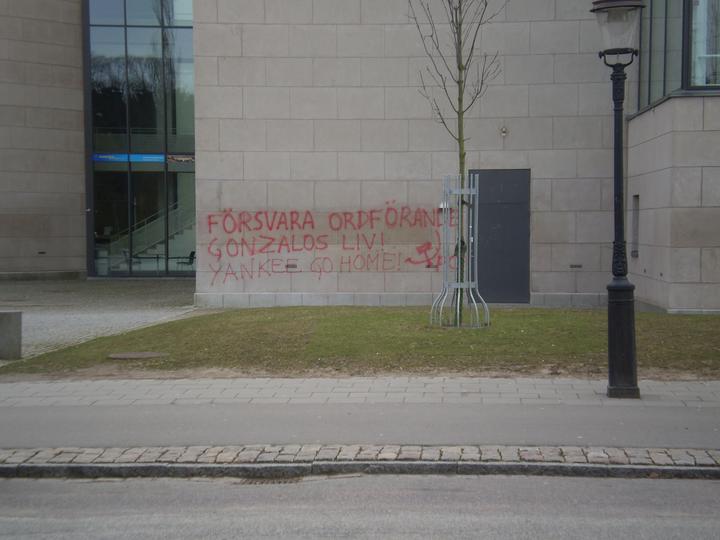 FÖRSVARA ORDFÖRANDE
GONZALOS LIV!
YANKEE GO HOME!